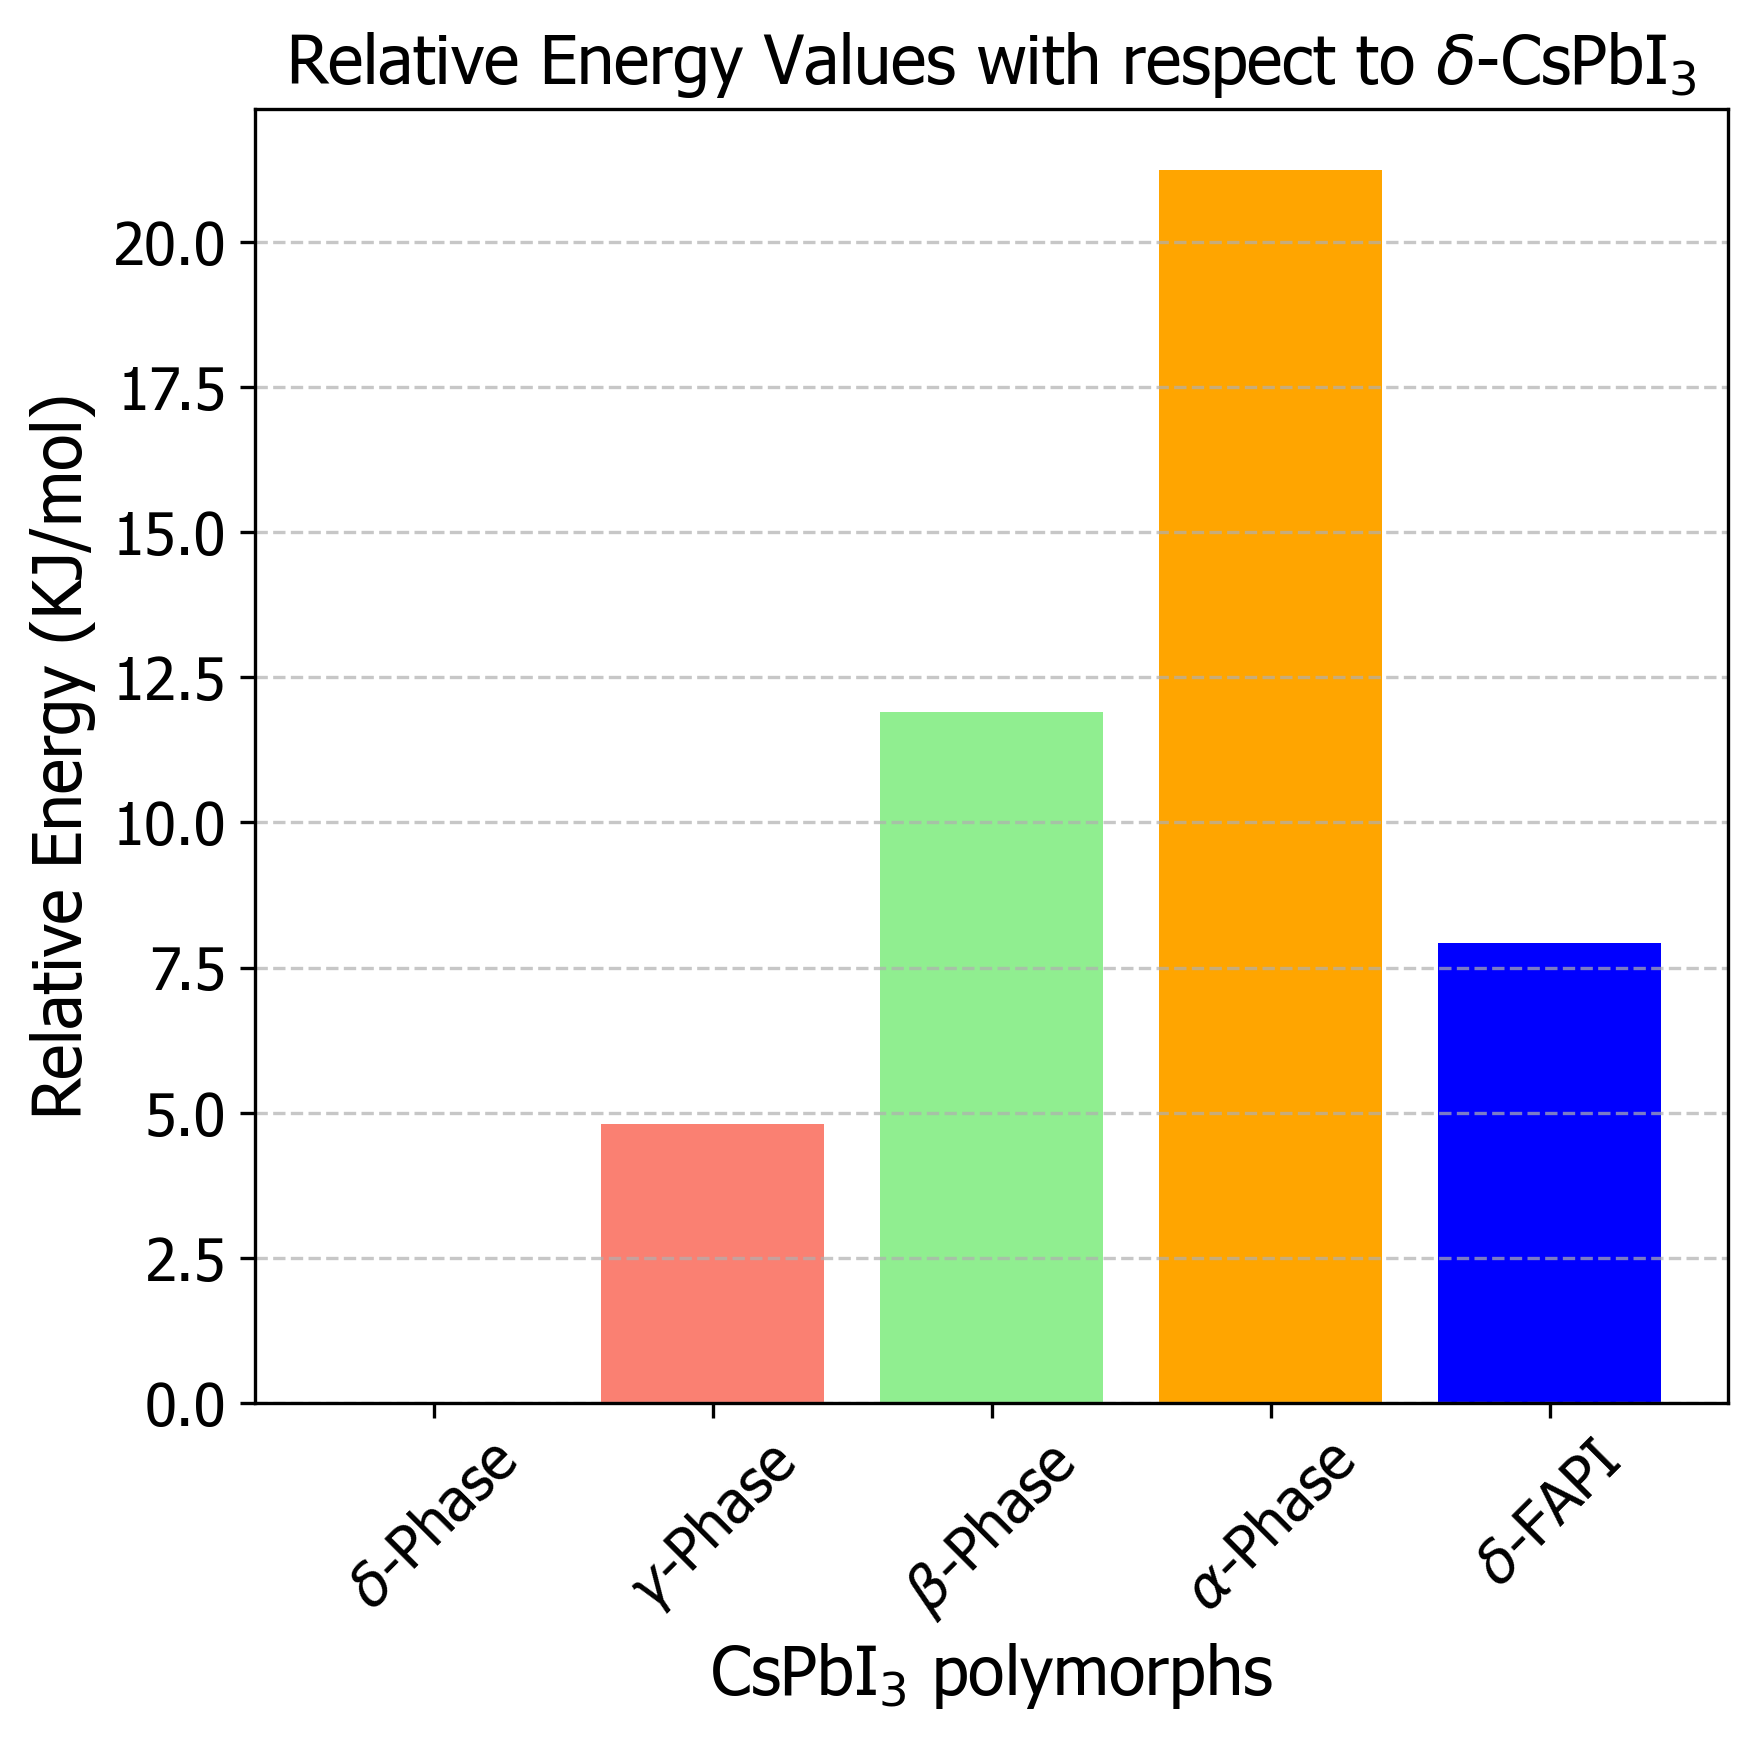 Relative Energy Values with respect to δ-CsPbI₃
Relative Energy (KJ/mol)
20.0
17.5
15.0
12.5
10.0
7.5
5.0
2.5
0.0
δ-Phase
γ-Phase
β-Phase
α-Phase
δ-FAPI
CsPbI₃ polymorphs